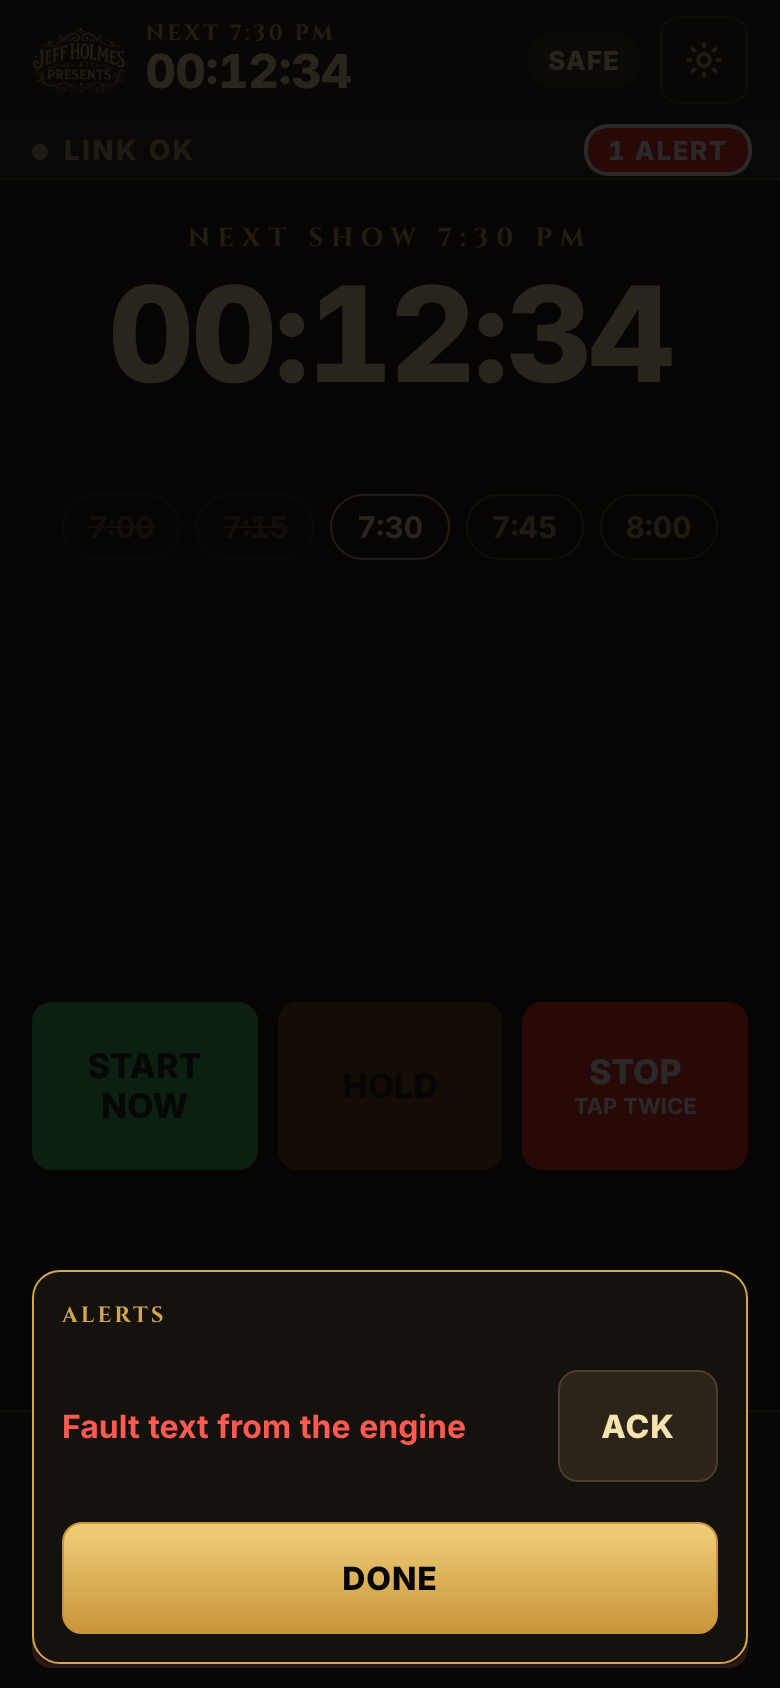 JEFF HOLMES
PRESENTS
NEXT 7:30 PM
00:12:34
SAFE
LINK OK
1 ALERT
NEXT SHOW 7:30 PM
00:12:34
7:00 7:15 7:30 7:45 8:00
START
NOW
HOLD
STOP
TAP TWICE
ALERTS
Fault text from the engine
ACK
DONE